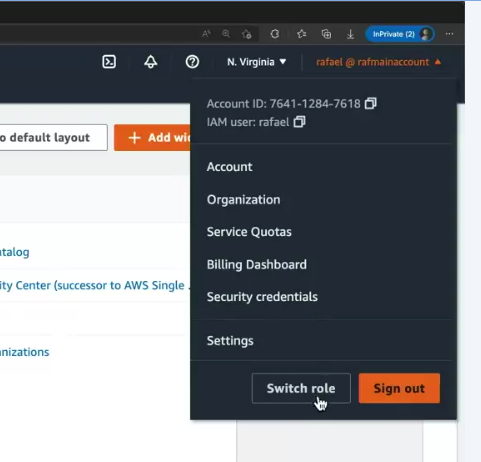 InPrivate (2)
N. Virginia ▼
rafael @ rafmainaccount ▲
Account ID: 7641-1284-7618
IAM user: rafael
o default layout
+ Add wi
Account
Organization
Service Quotas
Billing Dashboard
Security credentials
Settings
Switch role
Sign out
atalog
ity Center (successor to AWS Single
anizations